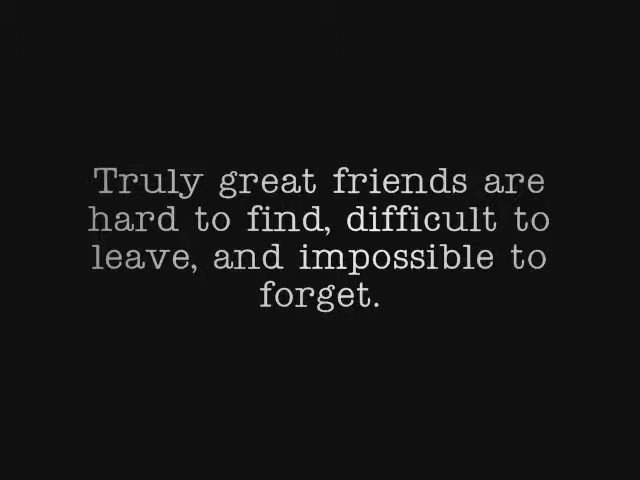 Truly great friends are
hard to find, difficult to
leave, and impossible to
forget.